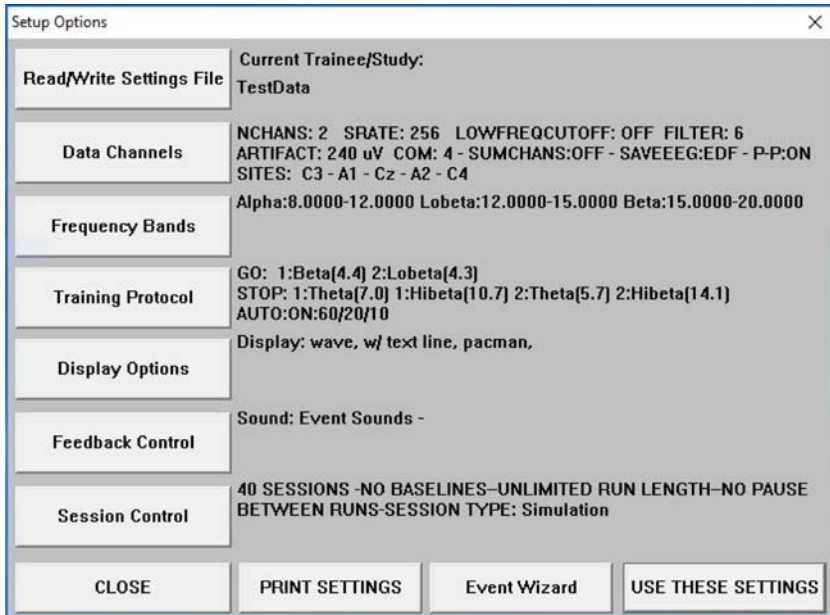 Setup Options
Read/Write Settings File
Current Trainee/Study:
TestData
Data Channels
NCHANS: 2 SRATE: 256 LOWFREQCUTOFF: OFF FILTER: 6
ARTIFACT: 240 uV COM: 4 - SUMCHANS:OFF - SAVEEEG:EDF - P-P:ON
SITES: C3 - A1 - Cz - A2 - C4
Frequency Bands
Alpha:8.0000-12.0000 Lobeta:12.0000-15.0000 Beta:15.0000-20.0000
Training Protocol
GO: 1:Beta(4.4) 2:Lobeta(4.3)
STOP: 1:Theta(7.0) 1:Hibeta(10.7) 2:Theta(5.7) 2:Hibeta(14.1)
AUTO:ON:60/20/10
Display Options
Display: wave, w/ text line, pacman,
Feedback Control
Sound: Event Sounds -
Session Control
40 SESSIONS -NO BASELINES--UNLIMITED RUN LENGTH--NO PAUSE
BETWEEN RUNS-SESSION TYPE: Simulation
CLOSE
PRINT SETTINGS
Event Wizard
USE THESE SETTINGS